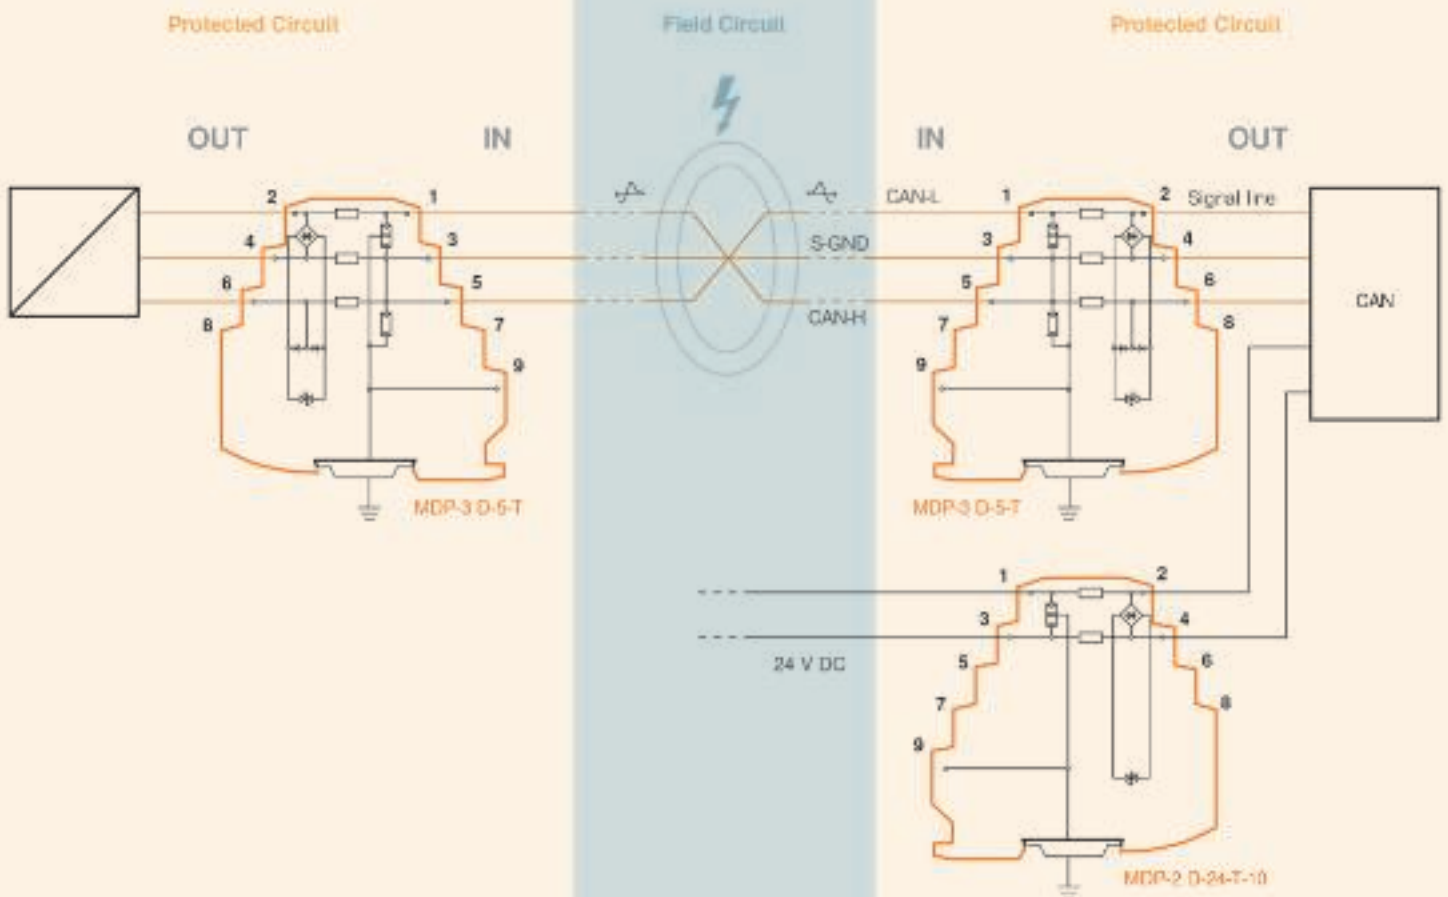 Protected Circuit
Field Circuit
Protected Circuit
OUT
IN
IN
OUT
2
1
CAN-L
1
2
Signal line
4
3
S-GND
3
4
6
5
CAN-H
5
6
CAN
8
7
7
8
9
9
MDP-3 D-5-T
MDP-3 D-5-T
1
2
3
4
24 V DC
5
6
7
8
9
MDP-2 D-24-T-10